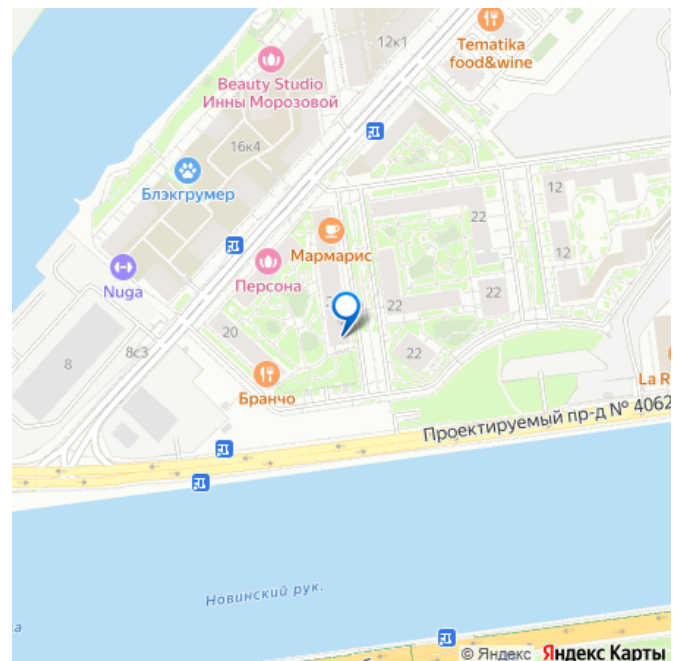 12к1
Tematika
food&wine
Beauty Studio
Инны Морозовой
16к4
Блэкгрумер
12
22
Мармарис
12
Nuga
Персона
22
22
20
8с3
22
8
La R
Бранчо
Проектируемый пр-д № 4062
Новинский рук.
а
© Яндекс Яндекс Карты